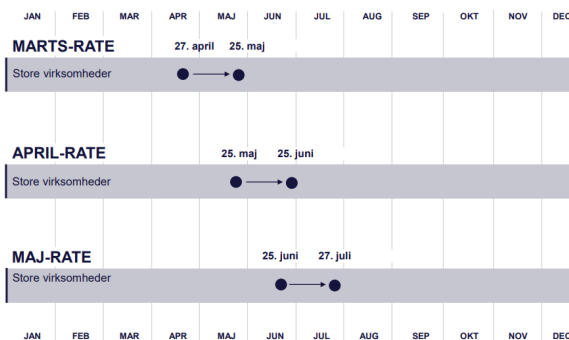 JAN FEB MAR APR MAJ JUN JUL AUG SEP OKT NOV DEC
MARTS-RATE 27. april 25. maj
Store virksomheder
APRIL-RATE 25. maj 25. juni
Store virksomheder
MAJ-RATE 25. juni 27. juli
Store virksomheder
JAN FEB MAR APR MAJ JUN JUL AUG SEP OKT NOV DEC